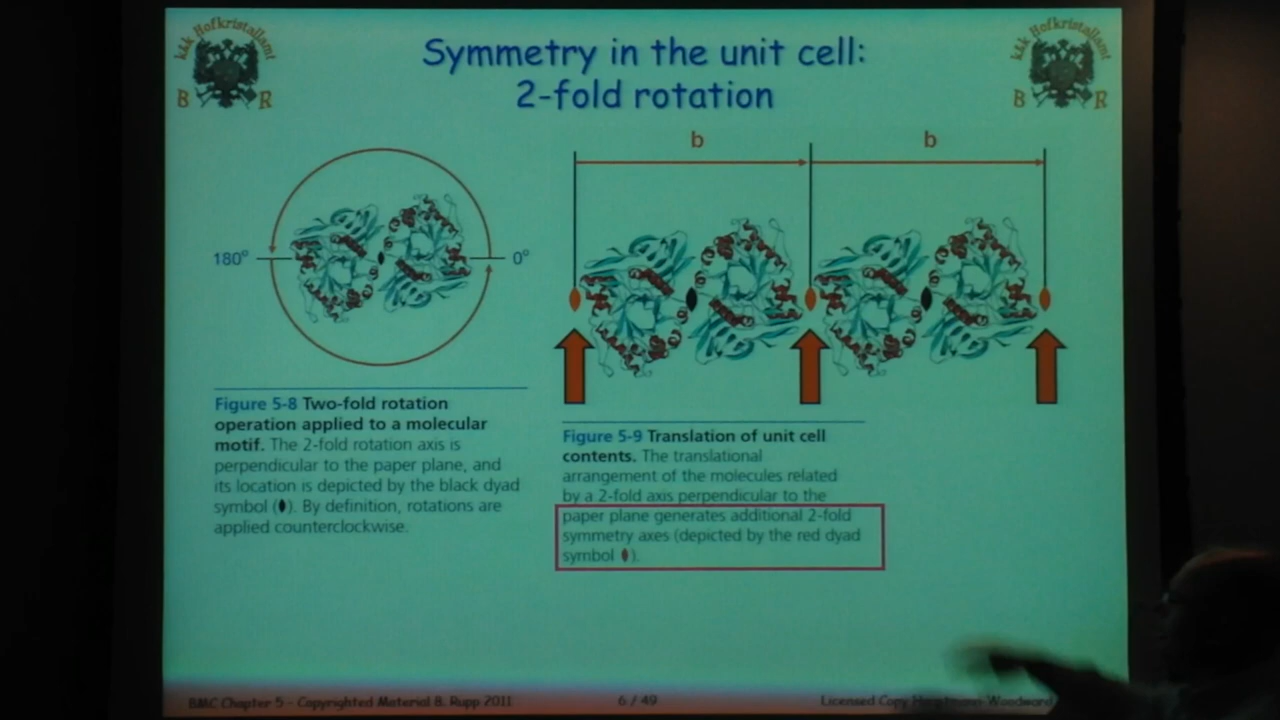 kkk Hofkristallamt
B R
Symmetry in the unit cell:
2-fold rotation
kkk Hofkristallamt
B R
180°
0°
b
b
Figure 5-8 Two-fold rotation
operation applied to a molecular
motif. The 2-fold rotation axis is
perpendicular to the paper plane, and
its location is depicted by the black dyad
symbol (). By definition, rotations are
applied counterclockwise.
Figure 5-9 Translation of unit cell
contents. The translational
arrangement of the molecules related
by a 2-fold axis perpendicular to the
paper plane generates additional 2-fold
symmetry axes (depicted by the red dyad
symbol ).
BMC Chapter 5 - Copyrighted Material B. Rupp 2011
6 / 49
Licensed Copy Hauptmann Woodward